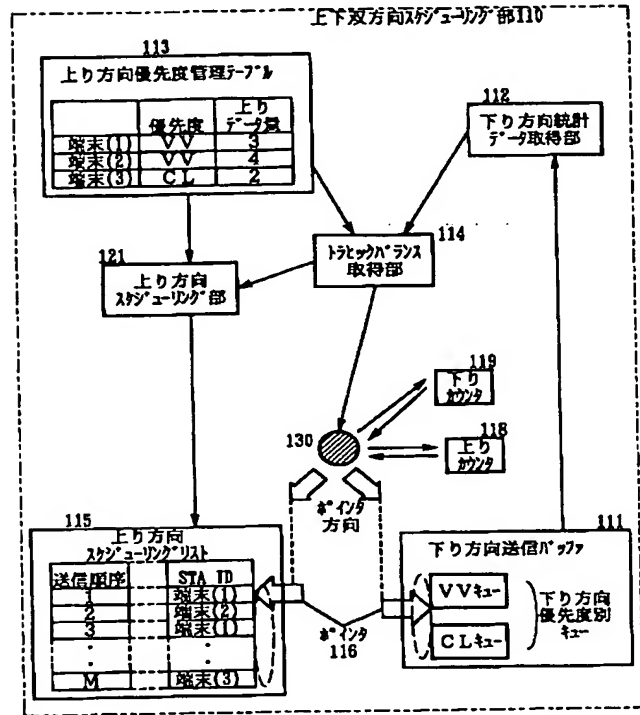 上下双方向スケジューリング部110
113
上り方向優先度管理テーブル
優先度 上りデータ量
端末(1) VV 3
端末(2) VV 4
端末(3) CL 2
112
下り方向統計
データ取得部
114
トラヒックバランス
取得部
121
上り方向
スケジューリング部
119
下り
カウンタ
118
上り
カウンタ
130
ポインタ
方向
115
上り方向
スケジューリングリスト
送信順序 STA ID
1 端末(1)
2 端末(2)
3 端末(1)
: :
M 端末(3)
ポインタ
116
111
下り方向送信バッファ
VVキュー
CLキュー
下り方向
優先度別
キュー